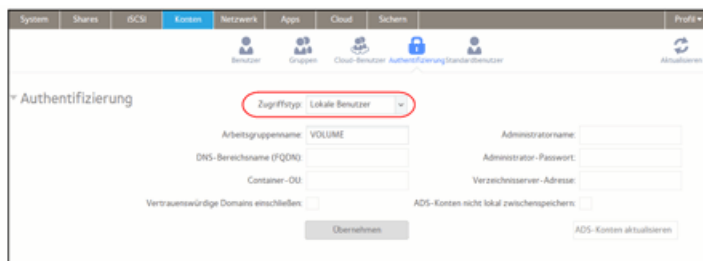 System Shares iSCSI Konten Netzwerk Apps Cloud Sichern Profil
Benutzer Gruppen Cloud-Benutzer Authentifizierung Standardbenutzer Aktualisieren
Authentifizierung
Zugriffstyp: Lokale Benutzer
Arbeitsgruppenname: VOLUME Administratorname:
DNS-Bereichsname (FQDN): Administrator-Passwort:
Container-OU: Verzeichnisserver-Adresse:
Vertrauenswürdige Domains einschließen: ADS-Konten nicht lokal zwischenspeichern:
Übernehmen ADS-Konten aktualisieren